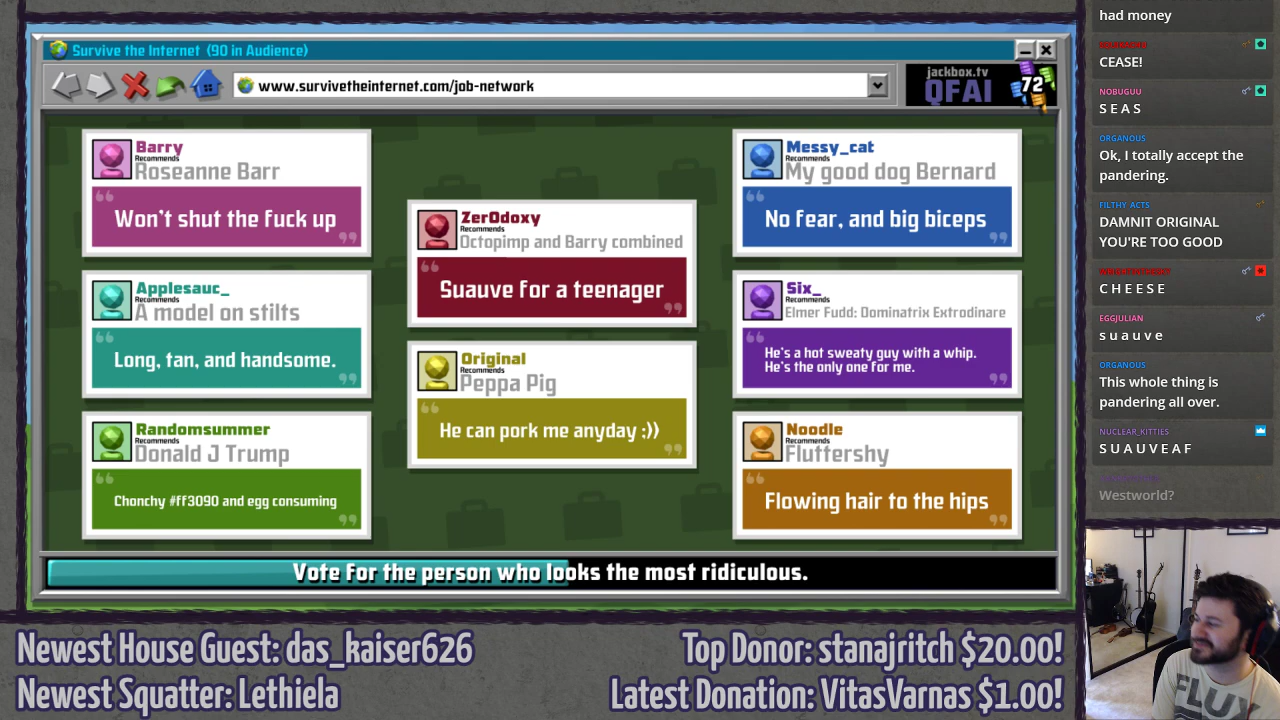 Survive the Internet (90 in Audience)
www.survivetheinternet.com/job-network
jackbox.tv
QFAI
72
Barry
Recommends
Roseanne Barr
Won't shut the fuck up
Applesauc_
Recommends
A model on stilts
Long, tan, and handsome.
Randomsummer
Recommends
Donald J Trump
Chonchy #ff3090 and egg consuming
Zer0doxy
Recommends
Octopimp and Barry combined
Suauve for a teenager
Original
Recommends
Peppa Pig
He can pork me anyday ;))
Messy_cat
Recommends
My good dog Bernard
No fear, and big biceps
Six_
Recommends
Elmer Fudd: Dominatrix Extrodinare
He's a hot sweaty guy with a whip.
He's the only one for me.
Noodle
Recommends
Fluttershy
Flowing hair to the hips
Vote for the person who looks the most ridiculous.
had money
CEASE!
NOBUGUU
S E A S
ORGANOUS
Ok, I totally accept the
pandering.
FILTHY_ACTS
DAMNIT ORIGINAL
YOU'RE TOO GOOD
C H E E S E
EGGJULIAN
s u a u v e
ORGANOUS
This whole thing is
pandering all over.
NUCLEAR_KITTIES
S U A U V E A F
Westworld?
FLUX
Newest House Guest: das_kaiser626
Newest Squatter: Lethiela
Top Donor: stanajritch $20.00!
Latest Donation: VitasVarnas $1.00!